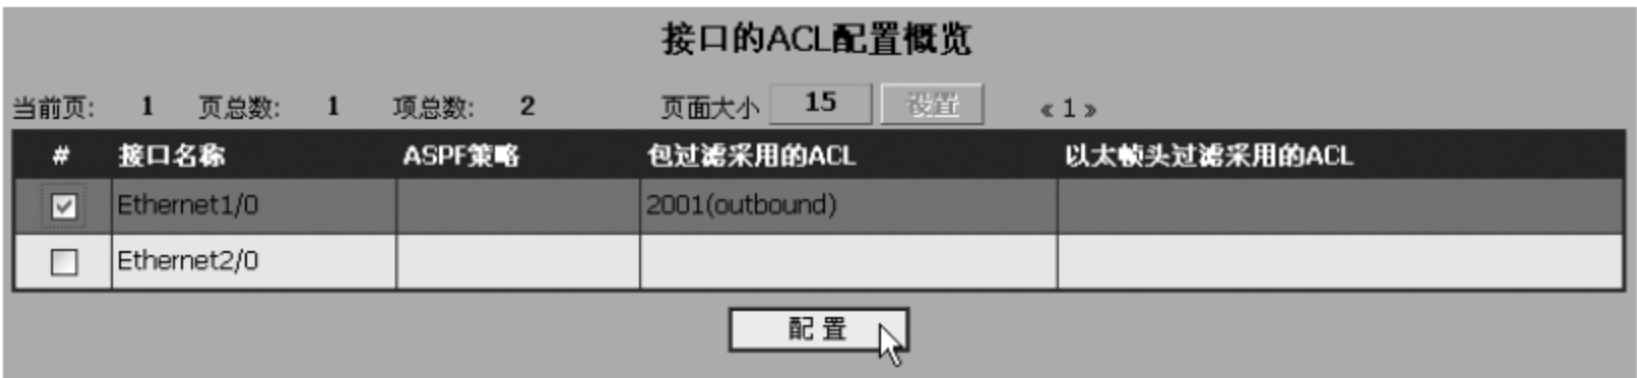 接口的ACL配置概览
当前页: 1 页总数: 1 项总数: 2 页面大小 15 设置 «1»
# 接口名称 ASPF策略 包过滤采用的ACL 以太帧头过滤采用的ACL
Ethernet1/0 2001(outbound)
Ethernet2/0
配置